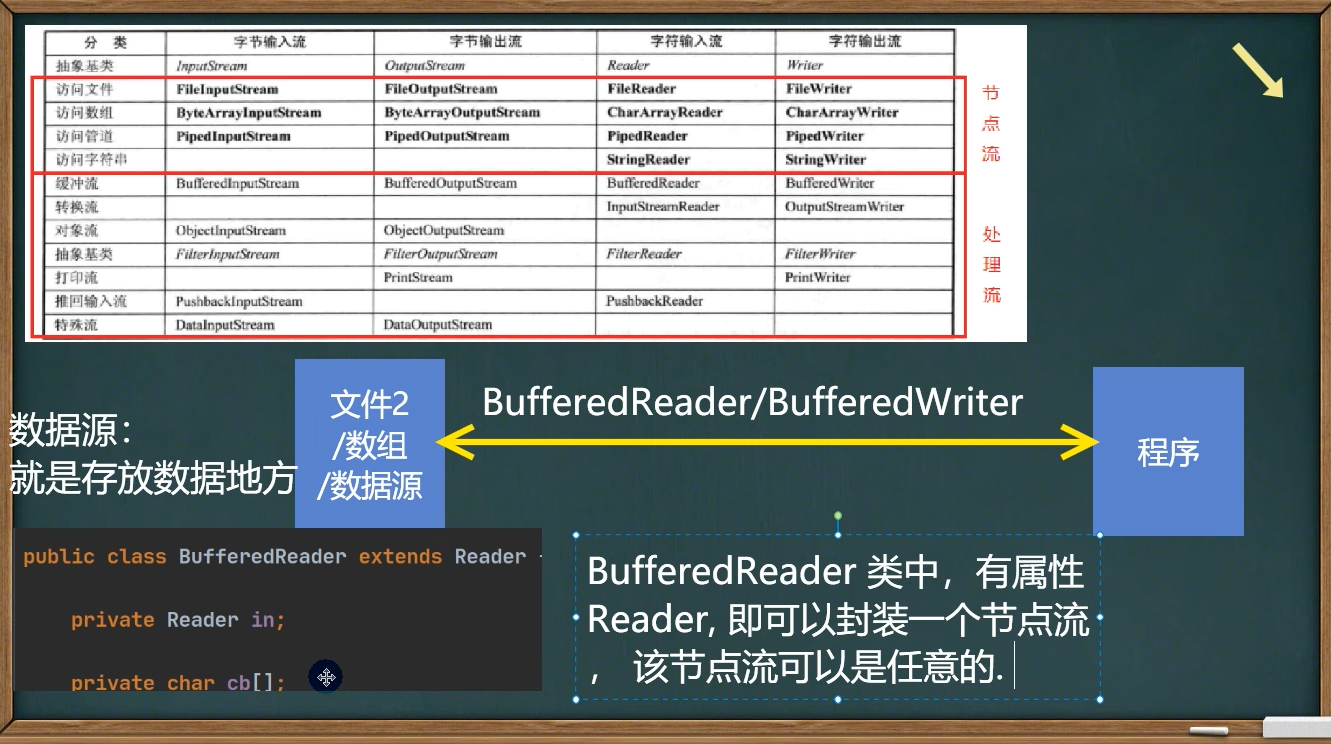 分 类 字节输入流 字节输出流 字符输入流 字符输出流
抽象基类 InputStream OutputStream Reader Writer
访问文件 FileInputStream FileOutputStream FileReader FileWriter
访问数组 ByteArrayInputStream ByteArrayOutputStream CharArrayReader CharArrayWriter
访问管道 PipedInputStream PipedOutputStream PipedReader PipedWriter
访问字符串 StringReader StringWriter
缓冲流 BufferedInputStream BufferedOutputStream BufferedReader BufferedWriter
转换流 InputStreamReader OutputStreamWriter
对象流 ObjectInputStream ObjectOutputStream
抽象基类 FilterInputStream FilterOutputStream FilterReader FilterWriter
打印流 PrintStream PrintWriter
推回输入流 PushbackInputStream PushbackReader
特殊流 DataInputStream DataOutputStream
节
点
流
处
理
流
数据源：
就是存放数据地方
文件2
/数组
/数据源
BufferedReader/BufferedWriter
程序
public class BufferedReader extends Reader
private Reader in;
private char cb[];
BufferedReader 类中，有属性
Reader, 即可以封装一个节点流
， 该节点流可以是任意的.